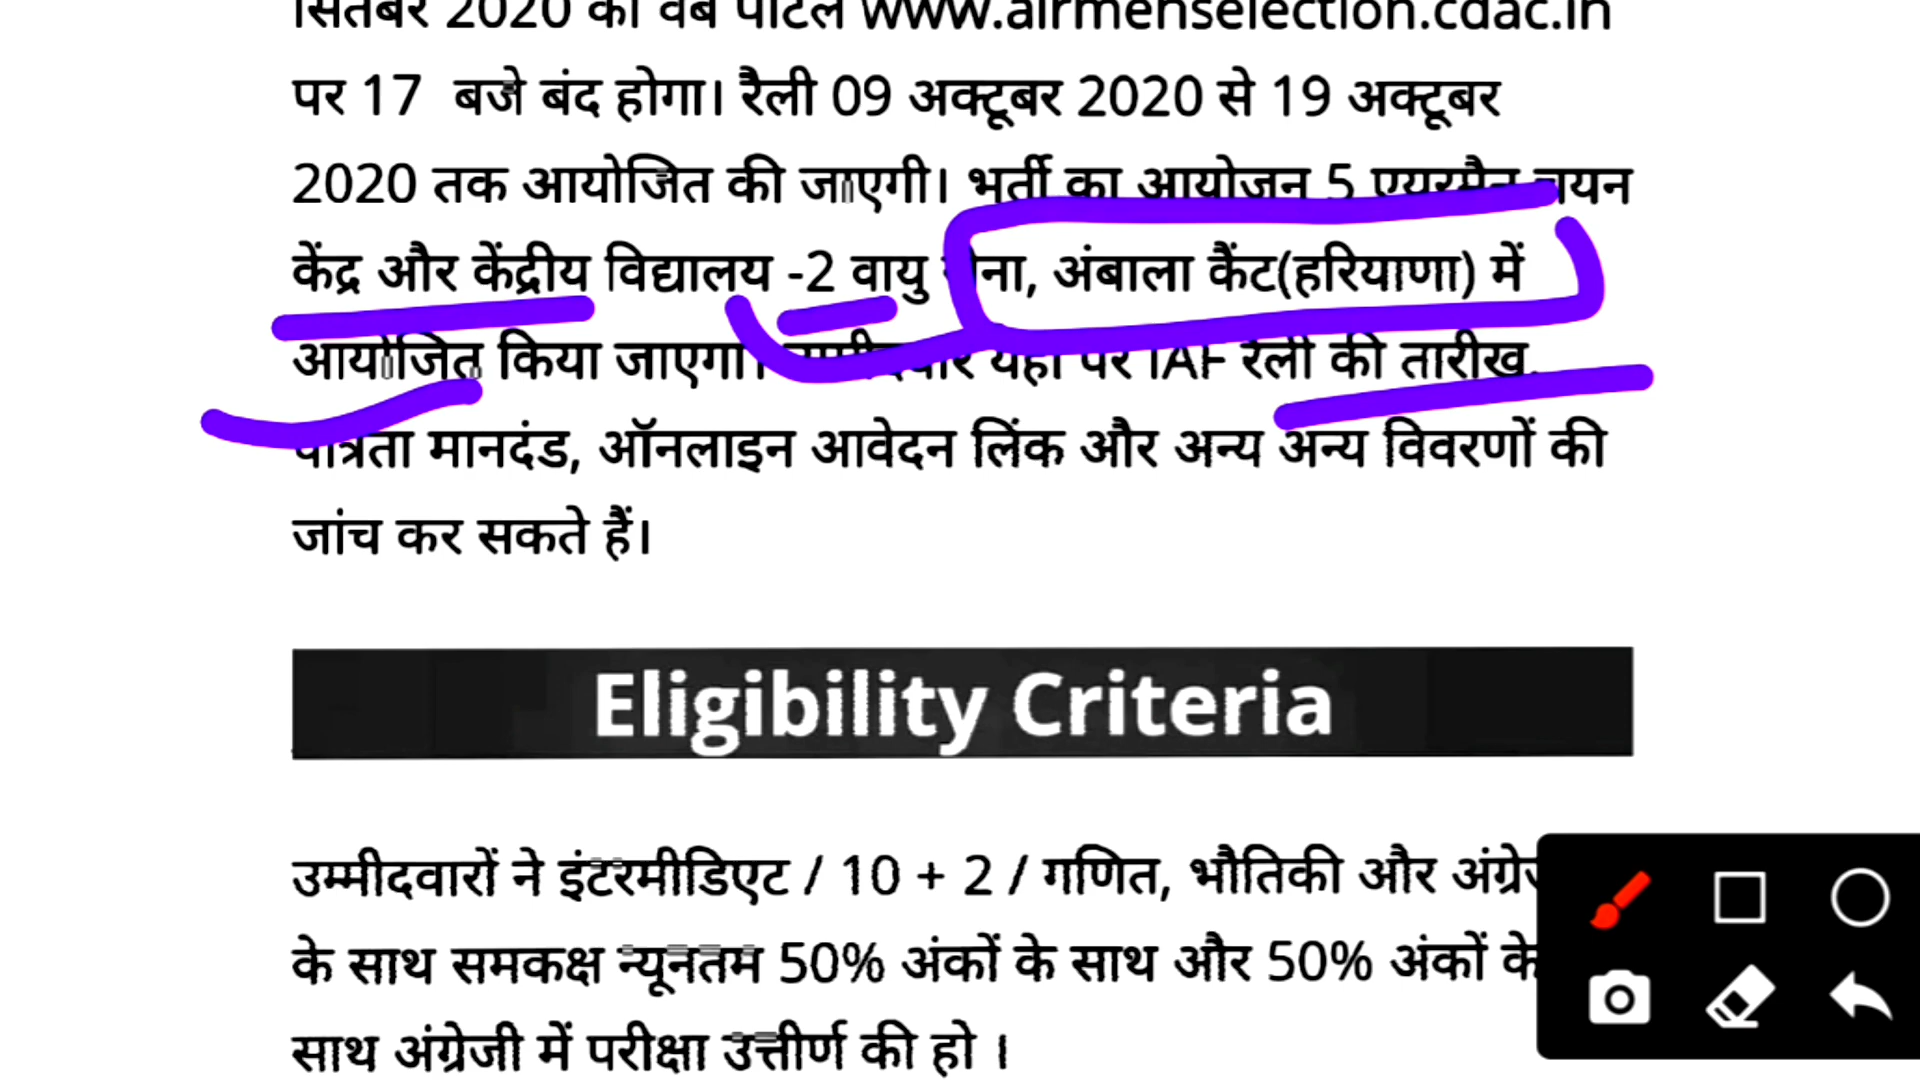 सितंबर 2020 को वेब पोर्टल www.airmenselection.cdac.in
पर 17 बजे बंद होगा। रैली 09 अक्टूबर 2020 से 19 अक्टूबर
2020 तक आयोजित की जाएगी। भर्ती का आयोजन 5 एयरमैन चयन
केंद्र और केंद्रीय विद्यालय -2 वायु सेना, अंबाला कैंट(हरियाणा) में
आयोजित किया जाएगा। उम्मीदवार यहां पर IAF रैली की तारीख,
पात्रता मानदंड, ऑनलाइन आवेदन लिंक और अन्य अन्य विवरणों की
जांच कर सकते हैं।
Eligibility Criteria
उम्मीदवारों ने इंटरमीडिएट / 10 + 2 / गणित, भौतिकी और
के साथ समकक्ष न्यूनतम 50% अंकों के साथ और 50% अंकों के
साथ अंग्रेजी में परीक्षा उत्तीर्ण की हो ।